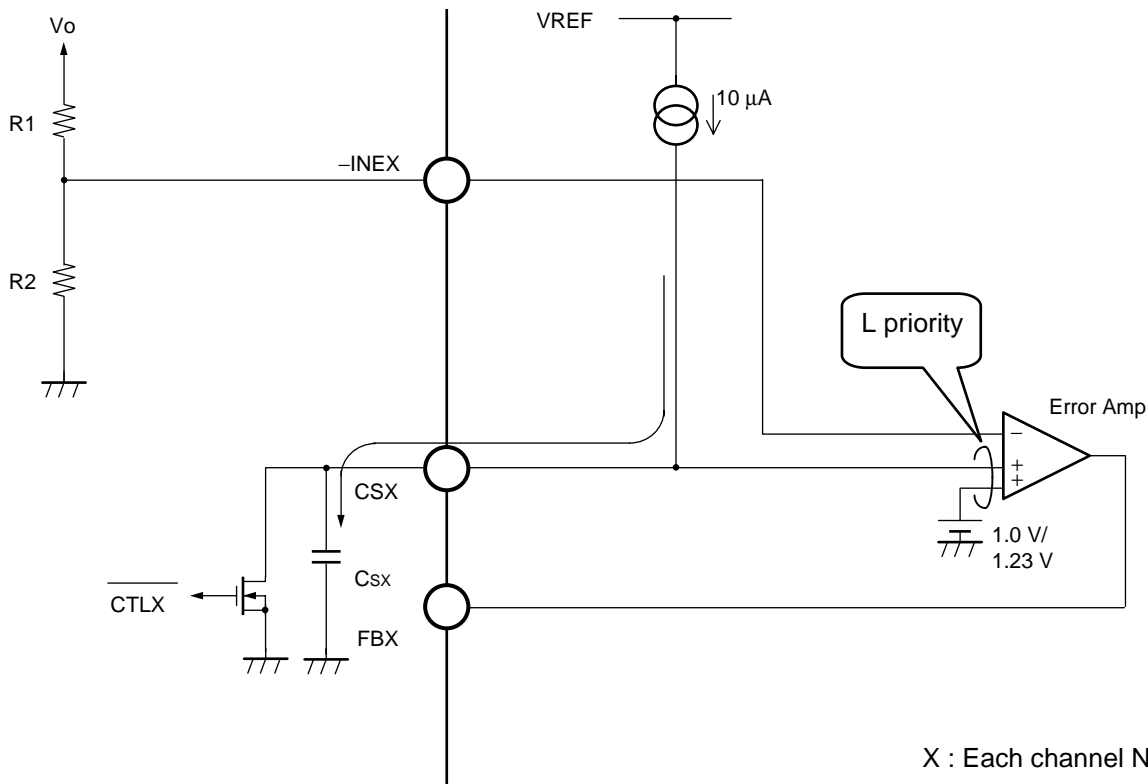 Vo
VREF
10 μA
R1
−INEX
R2
L priority
Error Amp
−
+
+
CSX
1.0 V/
1.23 V
CSX
CTLX
FBX
X : Each channel N